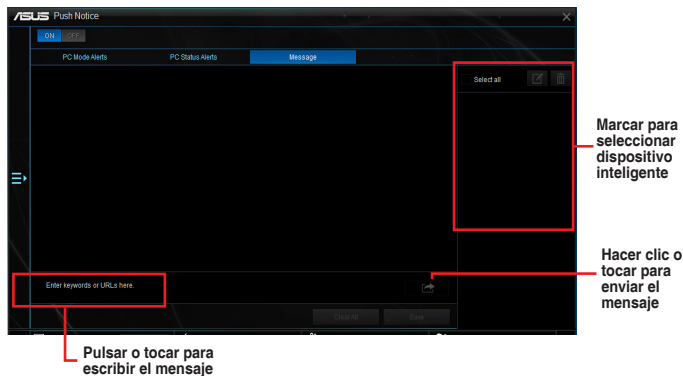 ASUS Push Notice
ON OFF
PC Mode Alerts PC Status Alerts Message
Select all
Marcar para
seleccionar
dispositivo
inteligente
Hacer clic o
tocar para
enviar el
mensaje
Enter keywords or URLs here.
Clear All Save
Pulsar o tocar para
escribir el mensaje